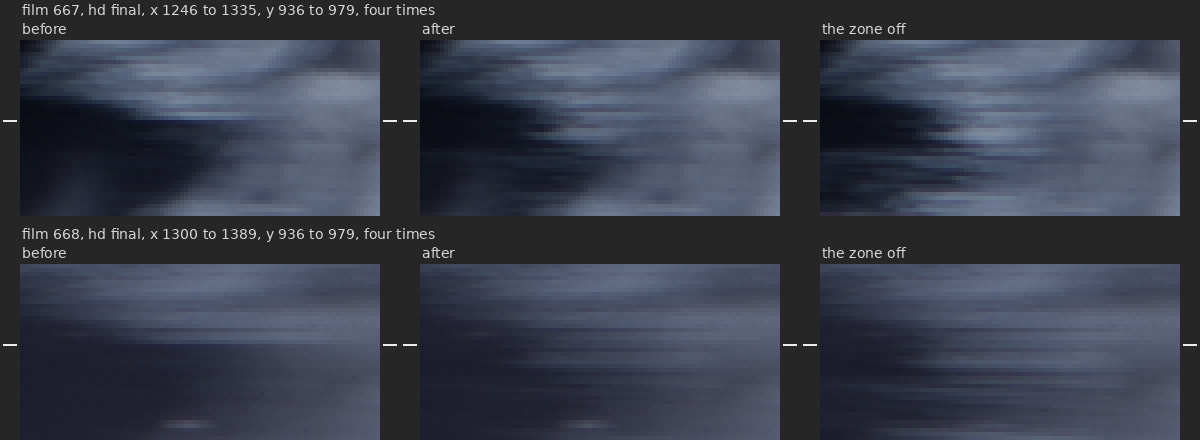 film 667, hd final, x 1246 to 1335, y 936 to 979, four times
before
after
the zone off
film 668, hd final, x 1300 to 1389, y 936 to 979, four times
before
after
the zone off